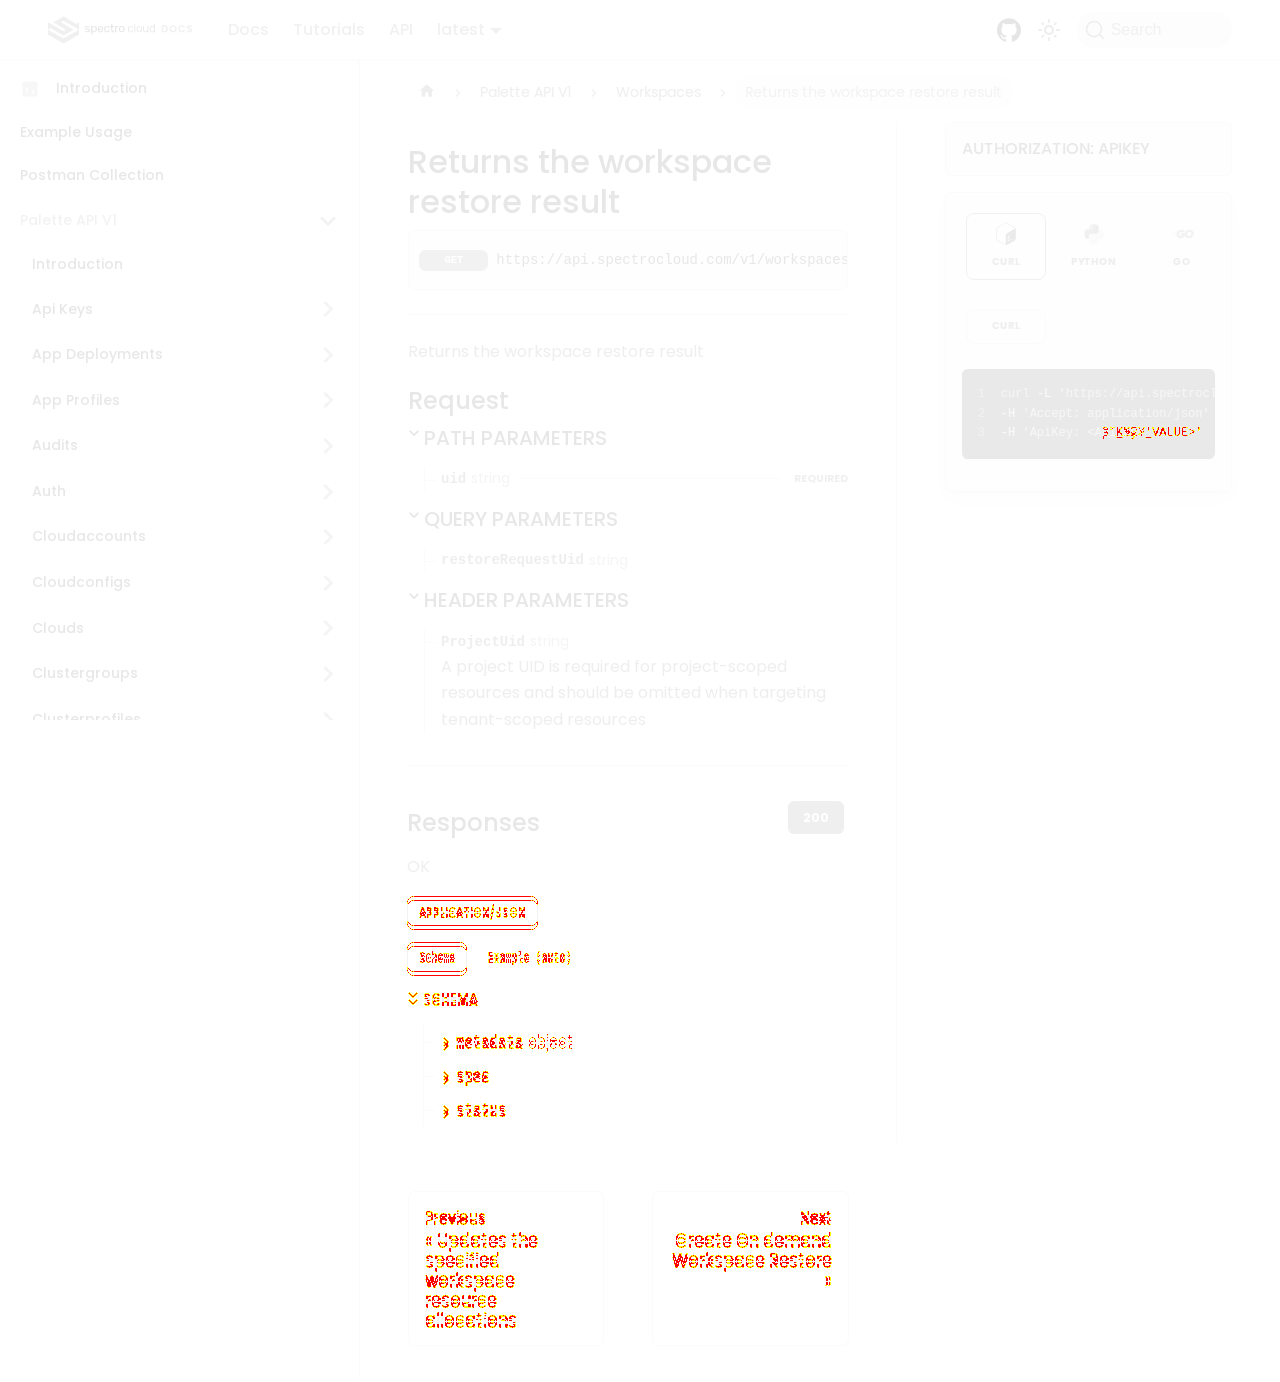 spectro cloud DOCS Docs Tutorials API latest Search
Introduction
Example Usage
Postman Collection
Palette API V1
Introduction
Api Keys
App Deployments
App Profiles
Audits
Auth
Cloudaccounts
Cloudconfigs
Clouds
Clustergroups
Clusterprofiles
Palette API V1 Workspaces Returns the workspace restore result
Returns the workspace
restore result
GET https://api.spectrocloud.com/v1/workspaces
Returns the workspace restore result
Request
PATH PARAMETERS
uid string REQUIRED
QUERY PARAMETERS
restoreRequestUid string
HEADER PARAMETERS
ProjectUid string
A project UID is required for project-scoped
resources and should be omitted when targeting
tenant-scoped resources
Responses 200
OK
APPLICATION/JSON
Schema Example (auto)
SCHEMA
metadata object
spec
status
Previous
« Updates the
specified
workspace
resource
allocations
Next
Create On demand
Workspace Restore
»
AUTHORIZATION: APIKEY
CURL PYTHON GO
CURL
1 curl -L 'https://api.spectrocl
2 -H 'Accept: application/json'
3 -H 'ApiKey: